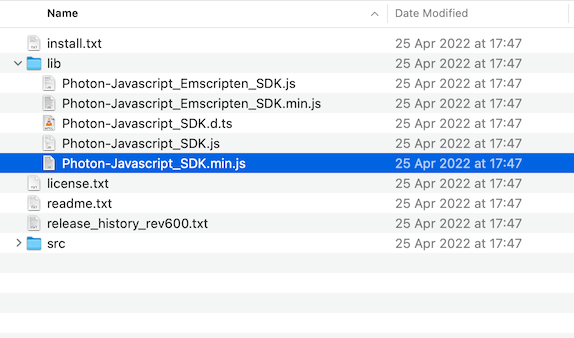 Name Date Modified
install.txt 25 Apr 2022 at 17:47
lib 25 Apr 2022 at 17:47
Photon-Javascript_Emscripten_SDK.js 25 Apr 2022 at 17:47
Photon-Javascript_Emscripten_SDK.min.js 25 Apr 2022 at 17:47
Photon-Javascript_SDK.d.ts 25 Apr 2022 at 17:47
Photon-Javascript_SDK.js 25 Apr 2022 at 17:47
Photon-Javascript_SDK.min.js 25 Apr 2022 at 17:47
license.txt 25 Apr 2022 at 17:47
readme.txt 25 Apr 2022 at 17:47
release_history_rev600.txt 25 Apr 2022 at 17:47
src 25 Apr 2022 at 17:47